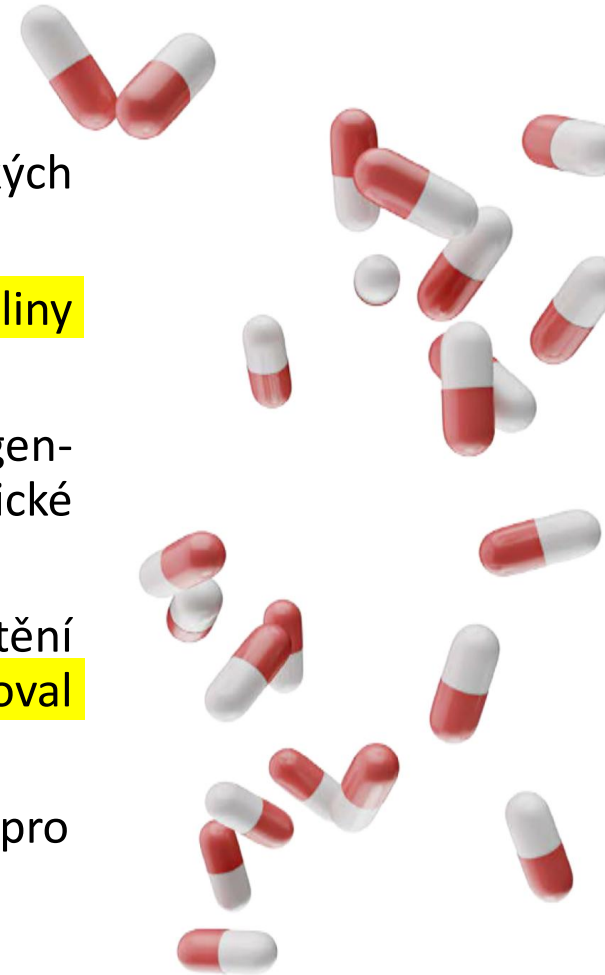 ých
liny
gen-
ické
tění
oval
pro